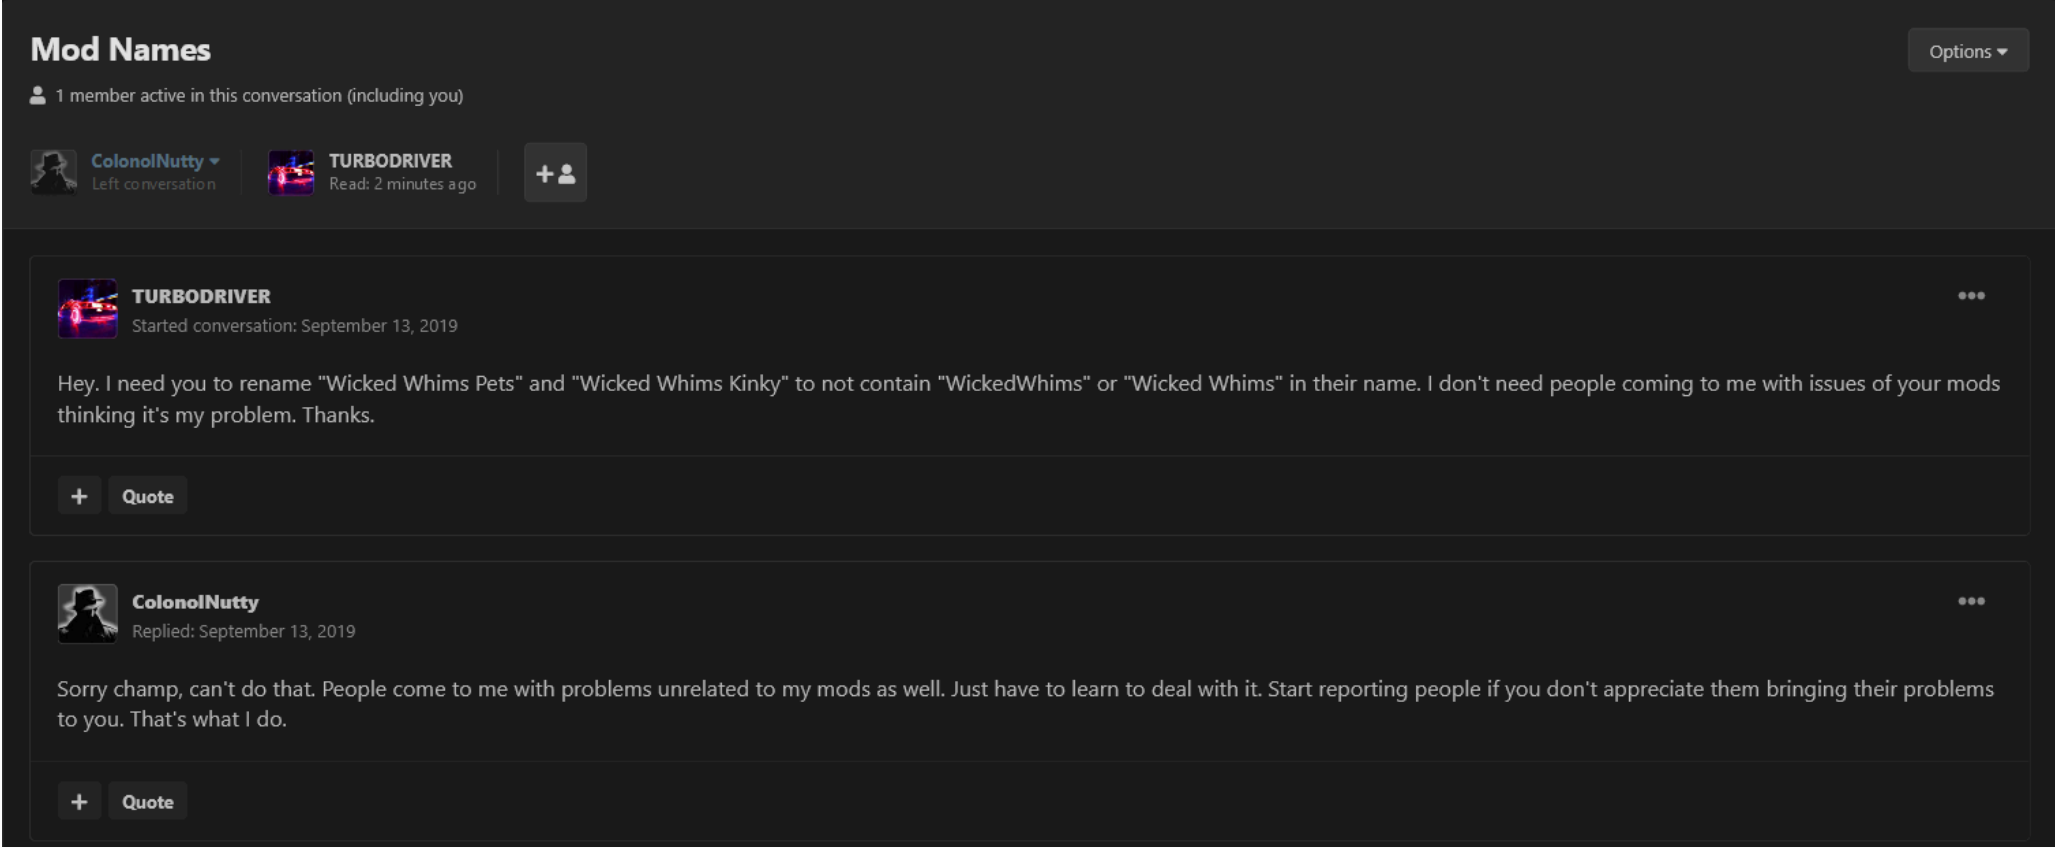 Mod Names
Options
1 member active in this conversation (including you)
ColonolNutty
Left conversation
TURBODRIVER
Read: 2 minutes ago
TURBODRIVER
Started conversation: September 13, 2019
Hey. I need you to rename "Wicked Whims Pets" and "Wicked Whims Kinky" to not contain "WickedWhims" or "Wicked Whims" in their name. I don't need people coming to me with issues of your mods
thinking it's my problem. Thanks.
+ Quote
ColonolNutty
Replied: September 13, 2019
Sorry champ, can't do that. People come to me with problems unrelated to my mods as well. Just have to learn to deal with it. Start reporting people if you don't appreciate them bringing their problems
to you. That's what I do.
+ Quote